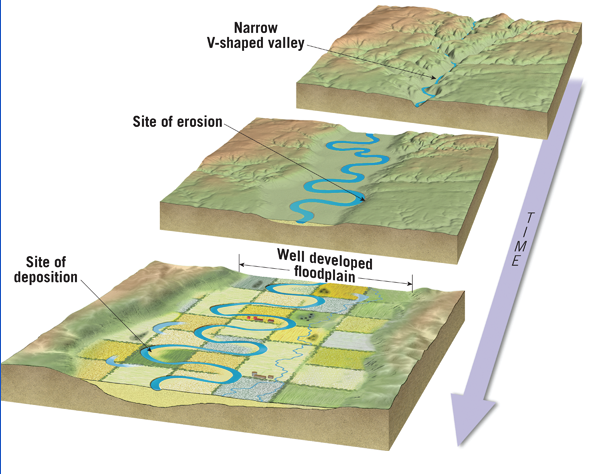 Narrow
V-shaped valley
Site of erosion
Well developed
floodplain
Site of
deposition
TIME